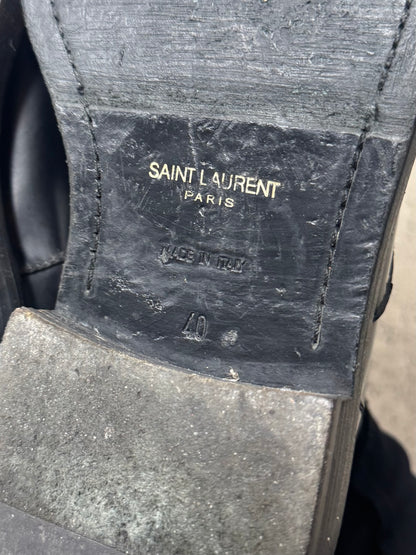 SAINT LAURENT
PARIS
MADE IN ITALY
40